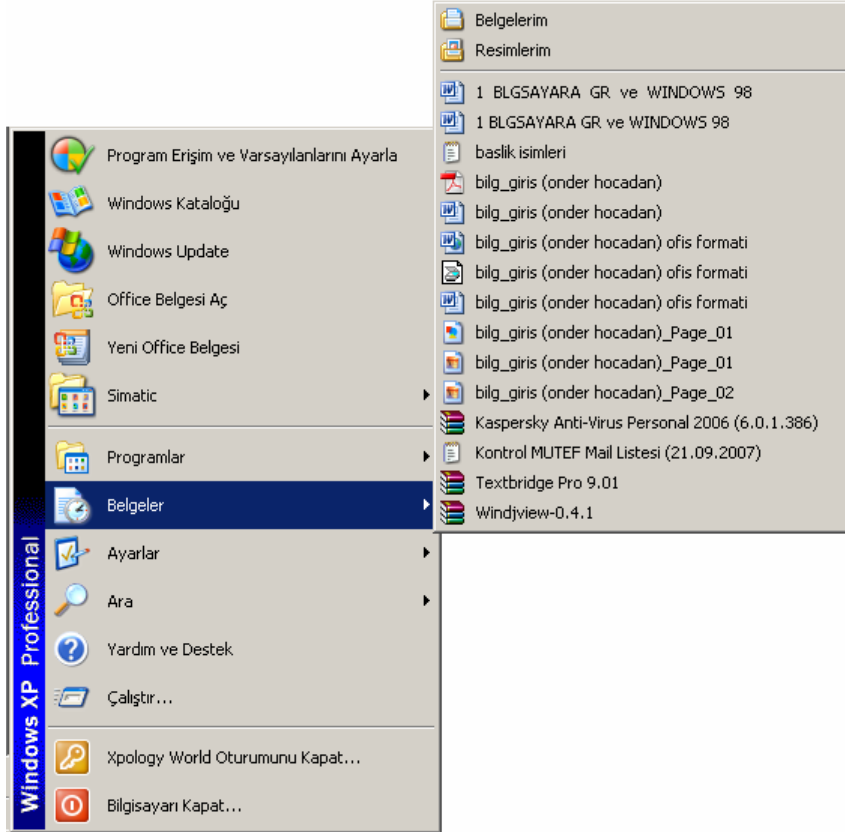 Belgelerim
Resimlerim
1 BLGSAYARA GR ve WINDOWS 98
1 BLGSAYARA GR ve WINDOWS 98
baslik isimleri
bilg_giris (onder hocadan)
bilg_giris (onder hocadan)
bilg_giris (onder hocadan) ofis formati
bilg_giris (onder hocadan) ofis formati
bilg_giris (onder hocadan) ofis formati
bilg_giris (onder hocadan)_Page_01
bilg_giris (onder hocadan)_Page_01
bilg_giris (onder hocadan)_Page_02
Kaspersky Anti-Virus Personal 2006 (6.0.1.386)
Kontrol MUTEF Mail Listesi (21.09.2007)
Textbridge Pro 9.01
Windjview-0.4.1
Program Erişim ve Varsayılanlarını Ayarla
Windows Kataloğu
Windows Update
Office Belgesi Aç
Yeni Office Belgesi
Simatic
Programlar
Belgeler
Ayarlar
Ara
Yardım ve Destek
Çalıştır...
Xpology World Oturumunu Kapat...
Bilgisayarı Kapat...
Windows XP Professional